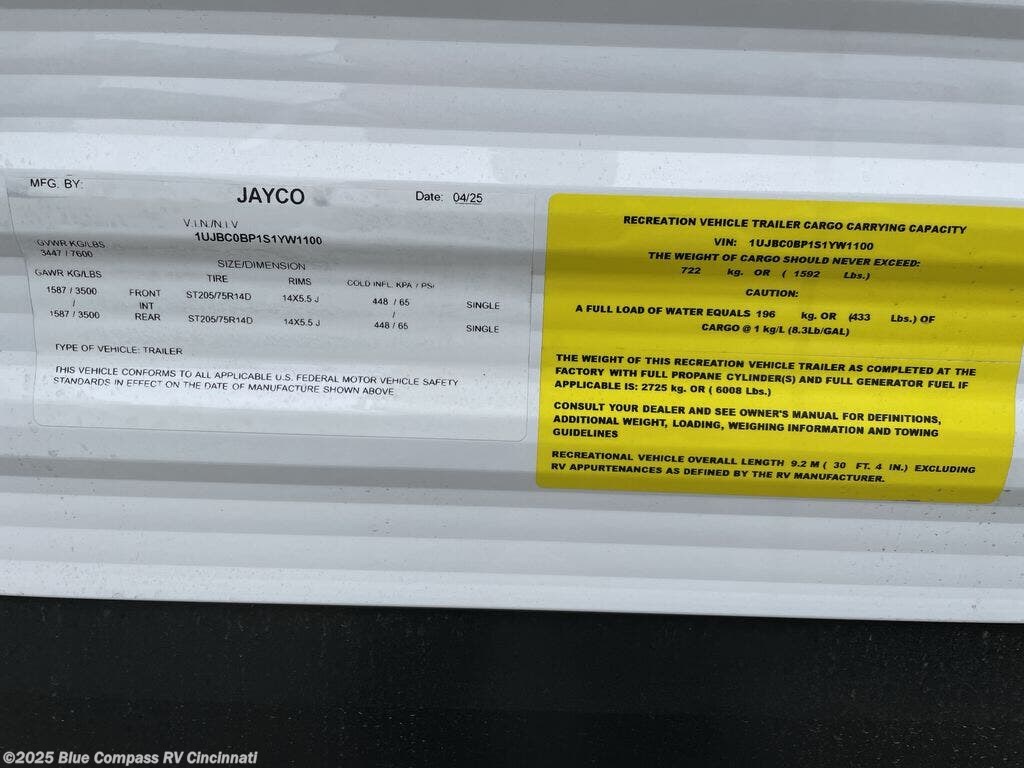 MFG. BY: JAYCO Date: 04/25
V.I.N./N.I.V
1UJBC0BP1S1YW1100
GVWR KG/LBS
3447 / 7600
SIZE/DIMENSION
GAWR KG/LBS TIRE RIMS COLD INFL. KPA / PSI
1587 / 3500 FRONT ST205/75R14D 14X5.5 J 448 / 65 SINGLE
/ INT /
1587 / 3500 REAR ST205/75R14D 14X5.5 J 448 / 65 SINGLE
TYPE OF VEHICLE: TRAILER
THIS VEHICLE CONFORMS TO ALL APPLICABLE U.S. FEDERAL MOTOR VEHICLE SAFETY
STANDARDS IN EFFECT ON THE DATE OF MANUFACTURE SHOWN ABOVE
RECREATION VEHICLE TRAILER CARGO CARRYING CAPACITY
VIN: 1UJBC0BP1S1YW1100
THE WEIGHT OF CARGO SHOULD NEVER EXCEED:
722 kg. OR ( 1592 Lbs.)
CAUTION:
A FULL LOAD OF WATER EQUALS 196 kg. OR (433 Lbs.) OF
CARGO @ 1 kg/L (8.3Lb/GAL)
THE WEIGHT OF THIS RECREATION VEHICLE TRAILER AS COMPLETED AT THE
FACTORY WITH FULL PROPANE CYLINDER(S) AND FULL GENERATOR FUEL IF
APPLICABLE IS: 2725 kg. OR ( 6008 Lbs.)
CONSULT YOUR DEALER AND SEE OWNER'S MANUAL FOR DEFINITIONS,
ADDITIONAL WEIGHT, LOADING, WEIGHING INFORMATION AND TOWING
GUIDELINES
RECREATIONAL VEHICLE OVERALL LENGTH 9.2 M ( 30 FT. 4 IN.) EXCLUDING
RV APPURTENANCES AS DEFINED BY THE RV MANUFACTURER.
©2025 Blue Compass RV Cincinnati